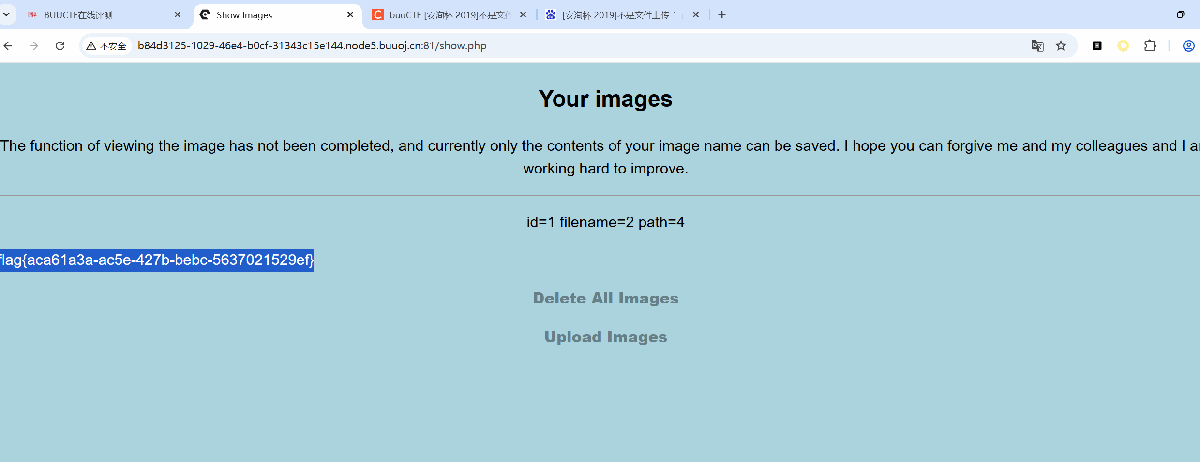 BUUCTF在线评测
Show Images
buuCTF [安洵杯 2019]不是文件
[安洵杯 2019]不是文件上传
不安全
b84d3125-1029-46e4-b0cf-31343c15e144.node5.buuoj.cn:81/show.php
Your images
The function of viewing the image has not been completed, and currently only the contents of your image name can be saved. I hope you can forgive me and my colleagues and I a
working hard to improve.
id=1 filename=2 path=4
flag{aca61a3a-ac5e-427b-bebc-5637021529ef}
Delete All Images
Upload Images